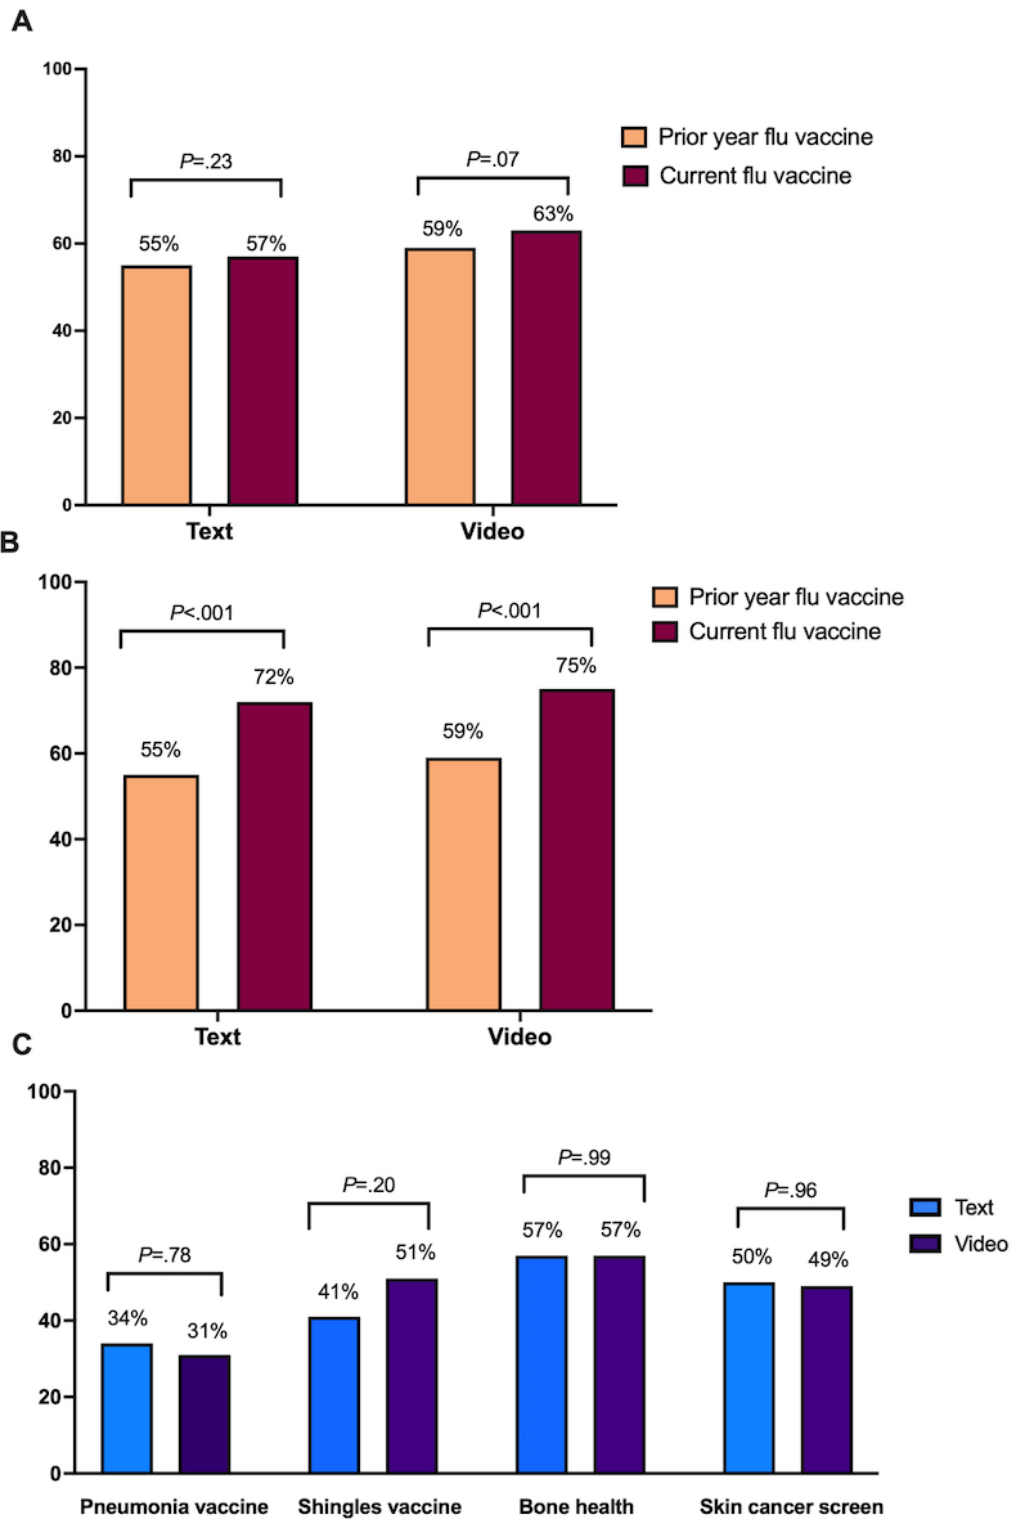 A
100
80
60
40
20
0
P=.23
P=.07
55%
57%
59%
63%
Text
Video
Prior year flu vaccine
Current flu vaccine
B
100
80
60
40
20
0
P<.001
P<.001
55%
72%
59%
75%
Text
Video
Prior year flu vaccine
Current flu vaccine
C
100
80
60
40
20
0
P=.78
P=.20
P=.99
P=.96
34%
31%
41%
51%
57%
57%
50%
49%
Pneumonia vaccine
Shingles vaccine
Bone health
Skin cancer screen
Text
Video